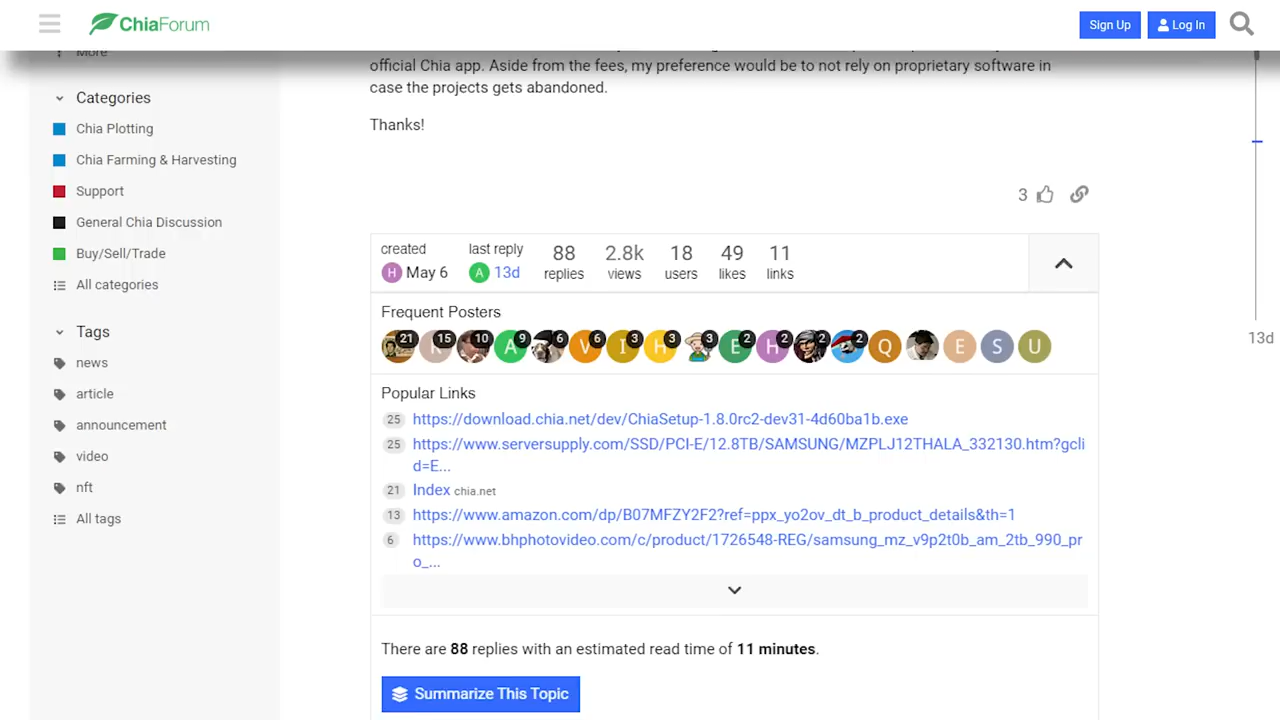 ChiaForum
Sign Up
Log In
More
official Chia app. Aside from the fees, my preference would be to not rely on proprietary software in
case the projects gets abandoned.
Thanks!
Categories
Chia Plotting
Chia Farming & Harvesting
Support
General Chia Discussion
Buy/Sell/Trade
All categories
Tags
news
article
announcement
video
nft
All tags
3
created
H May 6
last reply
A 13d
88
replies
2.8k
views
18
users
49
likes
11
links
Frequent Posters
21 K 15 10 A 9 6 V 6 I 3 H 3 3 E 2 H 2 2 2 Q E S U
Popular Links
25 https://download.chia.net/dev/ChiaSetup-1.8.0rc2-dev31-4d60ba1b.exe
25 https://www.serversupply.com/SSD/PCI-E/12.8TB/SAMSUNG/MZPLJ12THALA_332130.htm?gcli
d=E...
21 Index chia.net
13 https://www.amazon.com/dp/B07MFZY2F2?ref=ppx_yo2ov_dt_b_product_details&th=1
6 https://www.bhphotovideo.com/c/product/1726548-REG/samsung_mz_v9p2t0b_am_2tb_990_pr
o_...
There are 88 replies with an estimated read time of 11 minutes.
Summarize This Topic
13d